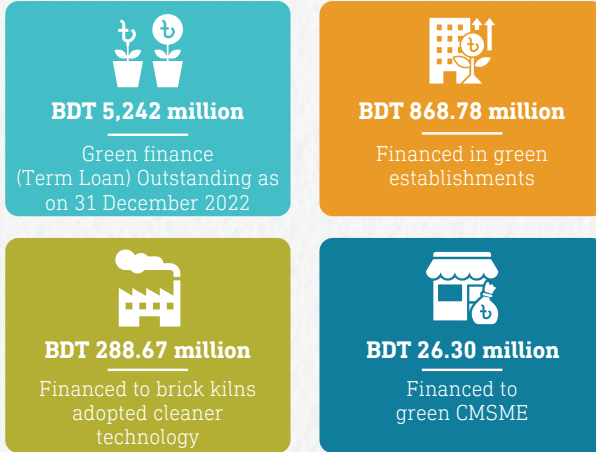 BDT 5,242 million
Green finance
(Term Loan) Outstanding as
on 31 December 2022
BDT 868.78 million
Financed in green
establishments
BDT 288.67 million
Financed to brick kilns
adopted cleaner
technology
BDT 26.30 million
Financed to
green CMSME